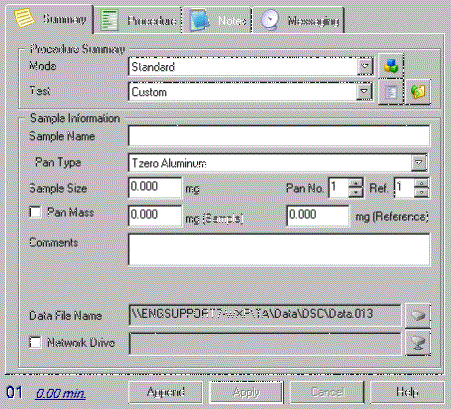 Summary Procedure Notes Messaging
Procedure Summary
Mode Standard
Test Custom
Sample Information
Sample Name
Pan Type Tzero Aluminum
Sample Size 0.000 mg Pan No. 1 Ref. 1
Pan Mass 0.000 mg (Sample) 0.000 mg (Reference)
Comments
Data File Name \TA\Data\DSC\Data.013
Network Drive
01 0.00 min. Append Apply Cancel Help